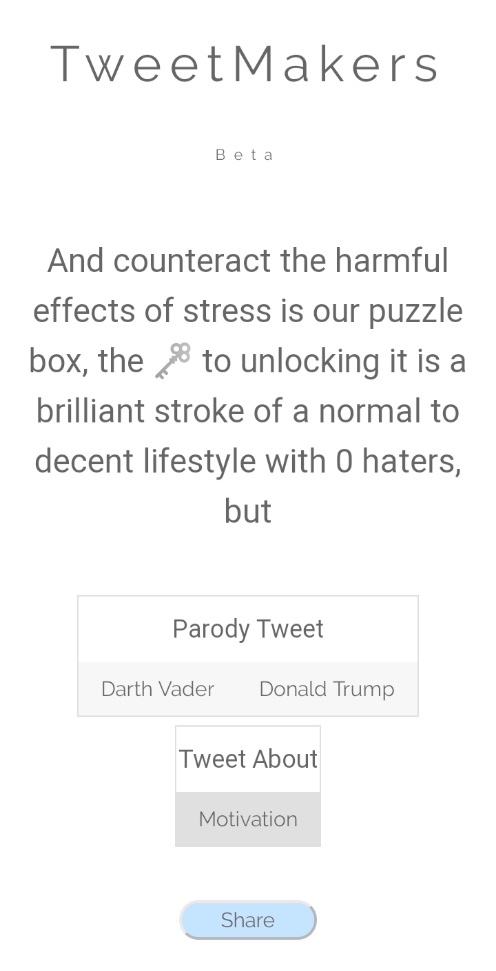 TweetMakers
Beta
And counteract the harmful
effects of stress is our puzzle
box, the 🗝 to unlocking it is a
brilliant stroke of a normal to
decent lifestyle with 0 haters,
but
Parody Tweet
Darth Vader Donald Trump
Tweet About
Motivation
Share